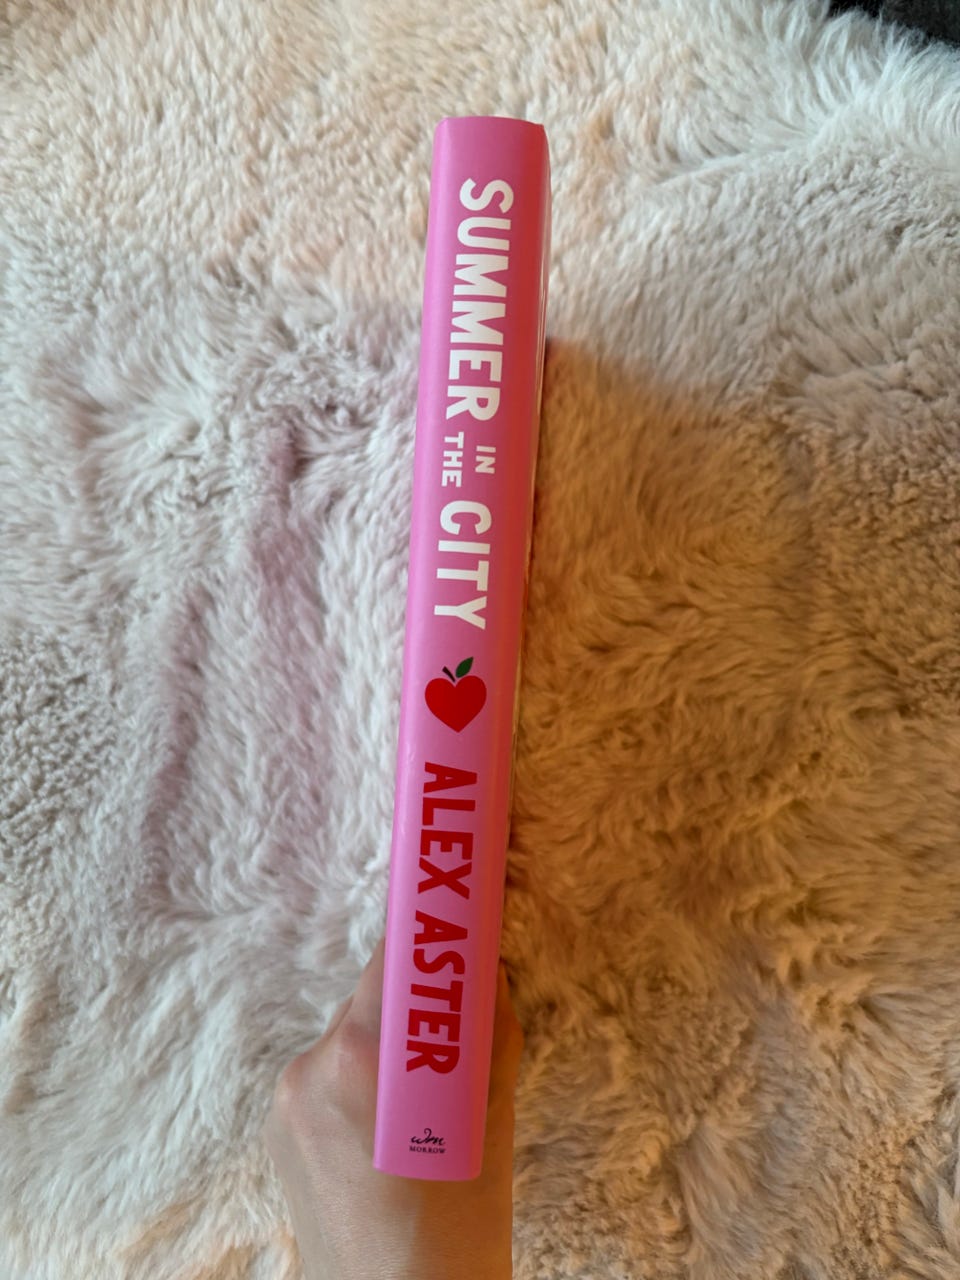 SUMMER IN THE CITY
ALEX ASTER
wm
MORROW